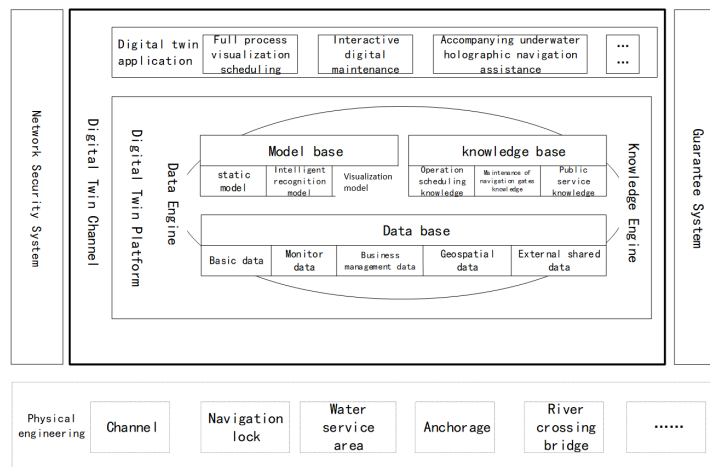 Network Security System
Digital Twin Channel
Digital twin
application
Full process
visualization
scheduling
Interactive
digital
maintenance
Accompanying underwater
holographic navigation
assistance
…
…
Digital Twin Platform
Data Engine
Model base
static
model
Intelligent
recognition
model
Visualization
model
knowledge base
Operation
scheduling
knowledge
Maintenance of
navigation gates
knowledge
Public
service
knowledge
Knowledge Engine
Data base
Basic data
Monitor
data
Business
management data
Geospatial
data
External shared
data
Guarantee System
Physical
engineering
Channel
Navigation
lock
Water
service
area
Anchorage
River
crossing
bridge
……